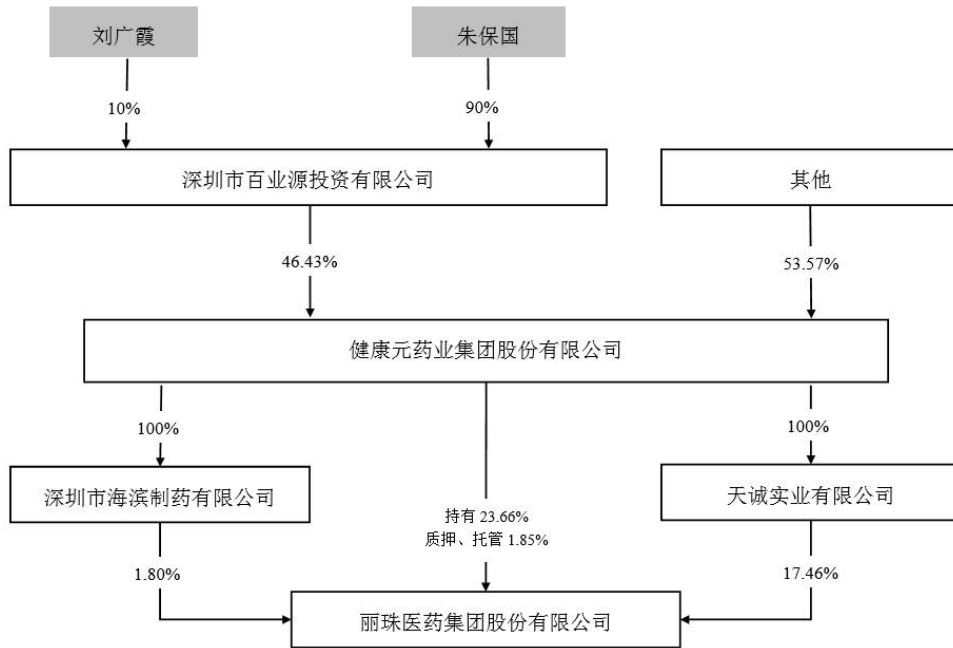 刘广霞
朱保国
10%
90%
深圳市百业源投资有限公司
其他
46.43%
53.57%
健康元药业集团股份有限公司
100%
100%
深圳市海滨制药有限公司
天诚实业有限公司
持有 23.66%
质押、托管 1.85%
1.80%
17.46%
丽珠医药集团股份有限公司